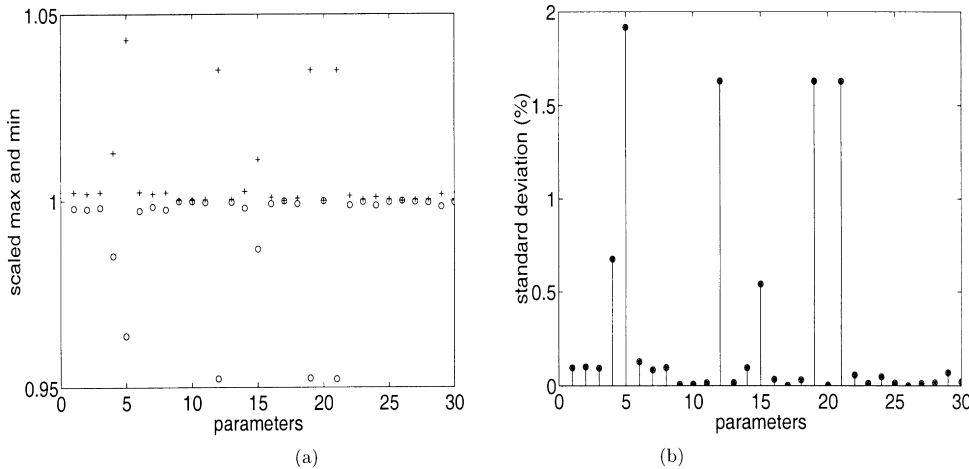 1.05
1
0.95
scaled max and min
0 5 10 15 20 25 30
parameters
(a)
2
1.5
1
0.5
0
standard deviation (%)
0 5 10 15 20 25 30
parameters
(b)